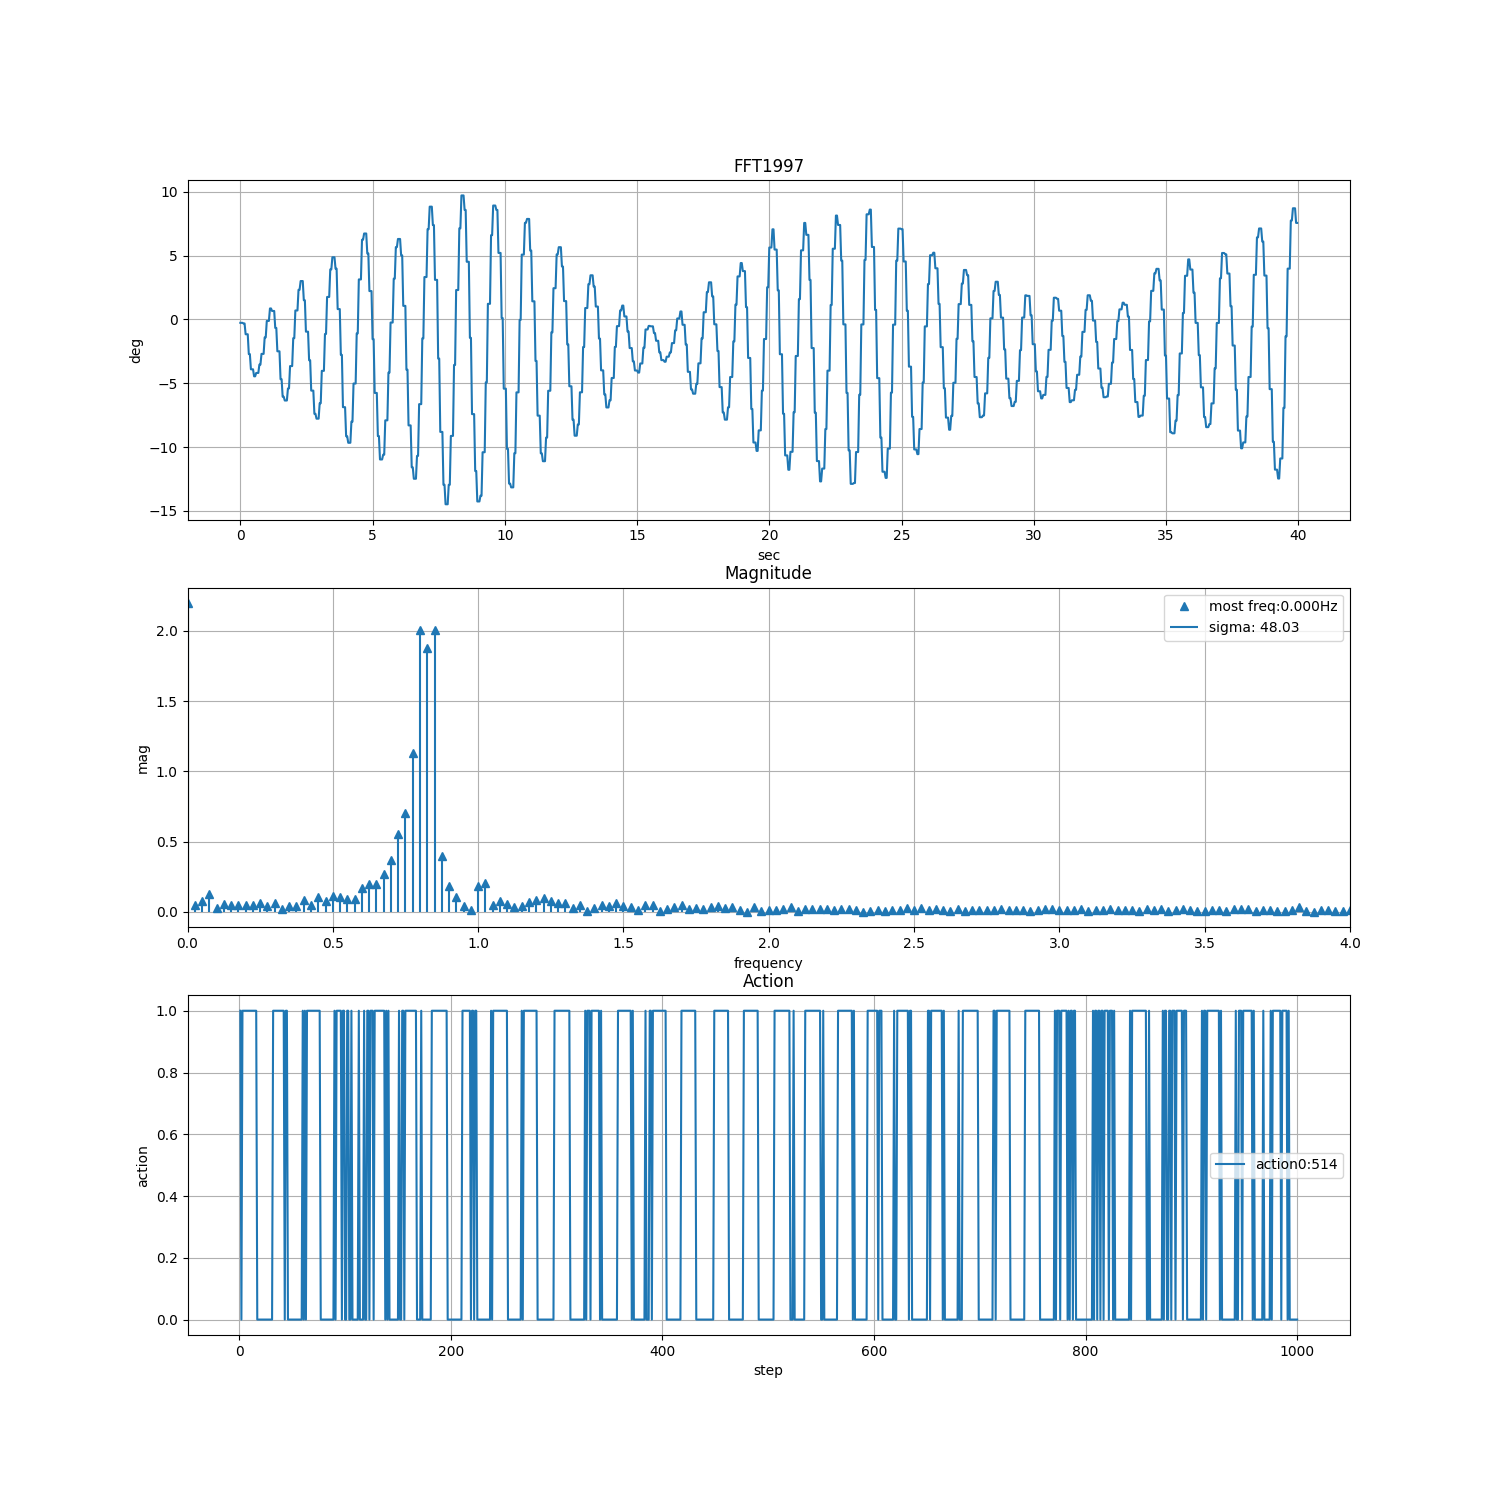 FFT1997
10
5
0
−5
−10
−15
deg
0 5 10 15 20 25 30 35 40
sec
Magnitude
most freq:0.000Hz
sigma: 48.03
2.0
1.5
1.0
0.5
0.0
mag
0.0 0.5 1.0 1.5 2.0 2.5 3.0 3.5 4.0
frequency
Action
1.0
0.8
0.6
0.4
0.2
0.0
action
action0:514
0 200 400 600 800 1000
step